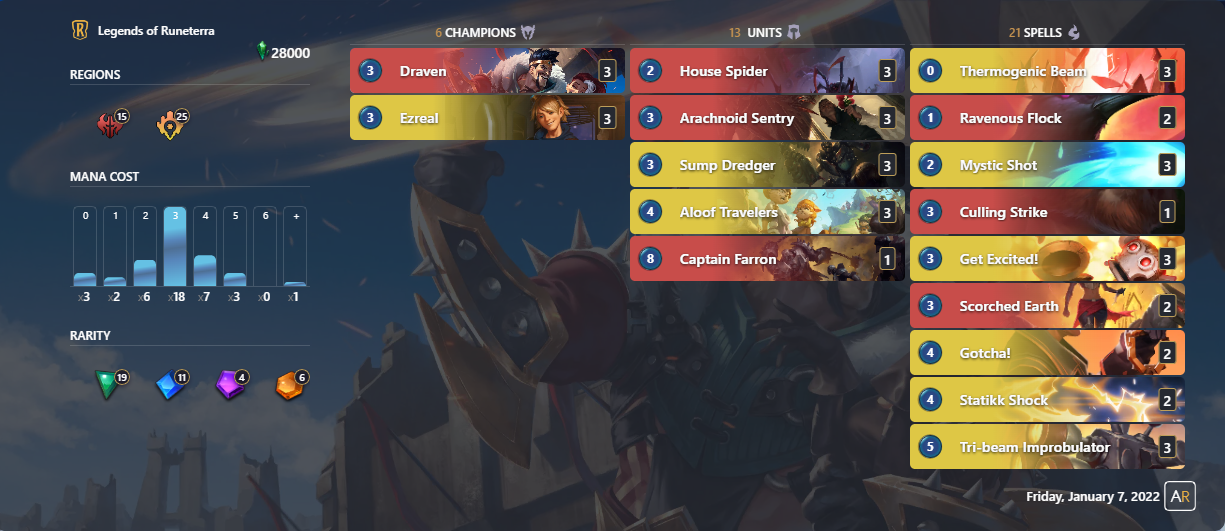 Legends of Runeterra
28000
REGIONS
15
25
MANA COST
0 1 2 3 4 5 6 +
x3 x2 x6 x18 x7 x3 x0 x1
RARITY
19
11
4
6
6 CHAMPIONS
3 Draven 3
3 Ezreal 3
13 UNITS
2 House Spider 3
3 Arachnoid Sentry 3
3 Sump Dredger 3
4 Aloof Travelers 3
8 Captain Farron 1
21 SPELLS
0 Thermogenic Beam 3
1 Ravenous Flock 2
2 Mystic Shot 3
3 Culling Strike 1
3 Get Excited! 3
3 Scorched Earth 2
4 Gotcha! 2
4 Statikk Shock 2
5 Tri-beam Improbulator 3
Friday, January 7, 2022 AR